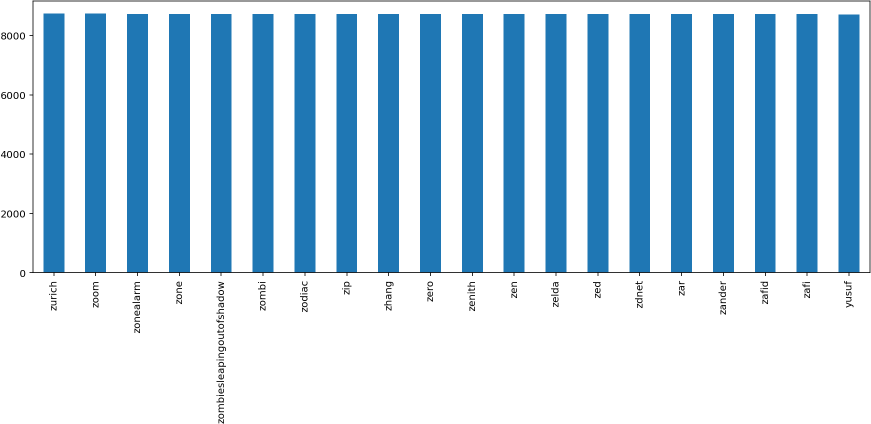 8000
6000
4000
2000
0
zurich
zoom
zonealarm
zone
zombiesleapingoutofshadow
zombi
zodiac
zip
zhang
zero
zenith
zen
zelda
zed
zdnet
zar
zander
zafid
zafi
yusuf